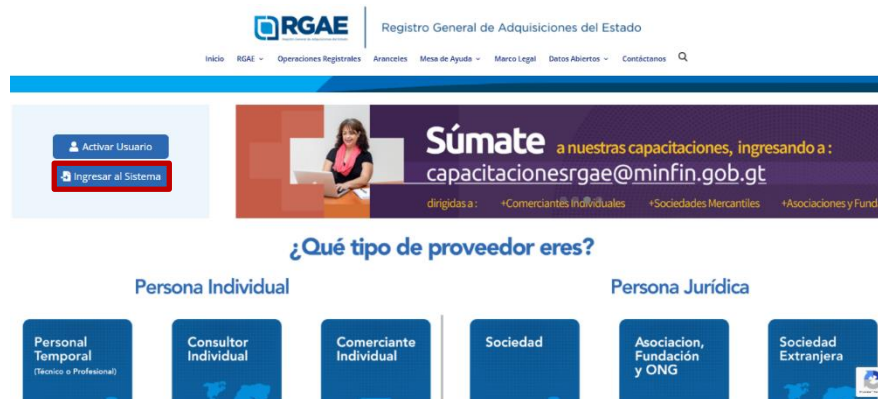 RGAE
Registro General de Adquisiciones del Estado
Inicio RGAE Operaciones Registrales Aranceles Mesa de Ayuda Marco Legal Datos Abiertos Contáctanos
Activar Usuario
Ingresar al Sistema
Súmate a nuestras capacitaciones, ingresando a :
capacitacionesrgae@minfin.gob.gt
dirigidas a : +Comerciantes Individuales +Sociedades Mercantiles +Asociaciones y Fund
¿Qué tipo de proveedor eres?
Persona Individual
Persona Jurídica
Personal
Temporal
(Técnico o Profesional)
Consultor
Individual
Comerciante
Individual
Sociedad
Asociacion,
Fundación
y ONG
Sociedad
Extranjera